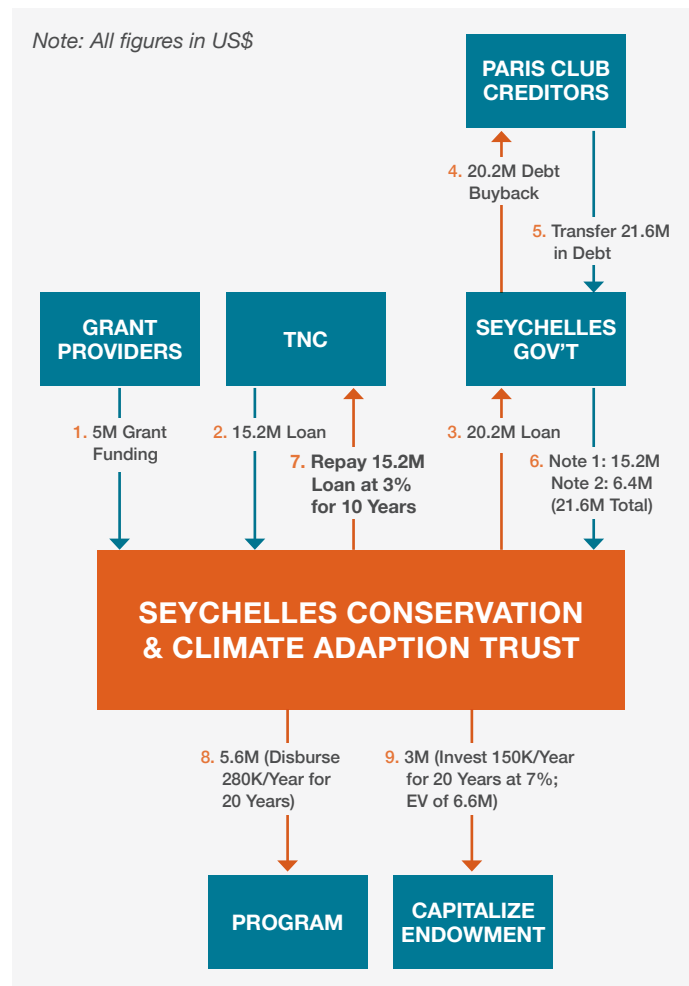 Note: All figures in US$
PARIS CLUB
CREDITORS
4. 20.2M Debt
Buyback
5. Transfer 21.6M
in Debt
GRANT
PROVIDERS
TNC
SEYCHELLES
GOV'T
1. 5M Grant
Funding
2. 15.2M Loan
7. Repay 15.2M
Loan at 3%
for 10 Years
3. 20.2M Loan
6. Note 1: 15.2M
Note 2: 6.4M
(21.6M Total)
SEYCHELLES CONSERVATION
& CLIMATE ADAPTION TRUST
8. 5.6M (Disburse
280K/Year for
20 Years)
9. 3M (Invest 150K/Year
for 20 Years at 7%;
EV of 6.6M)
PROGRAM
CAPITALIZE
ENDOWMENT